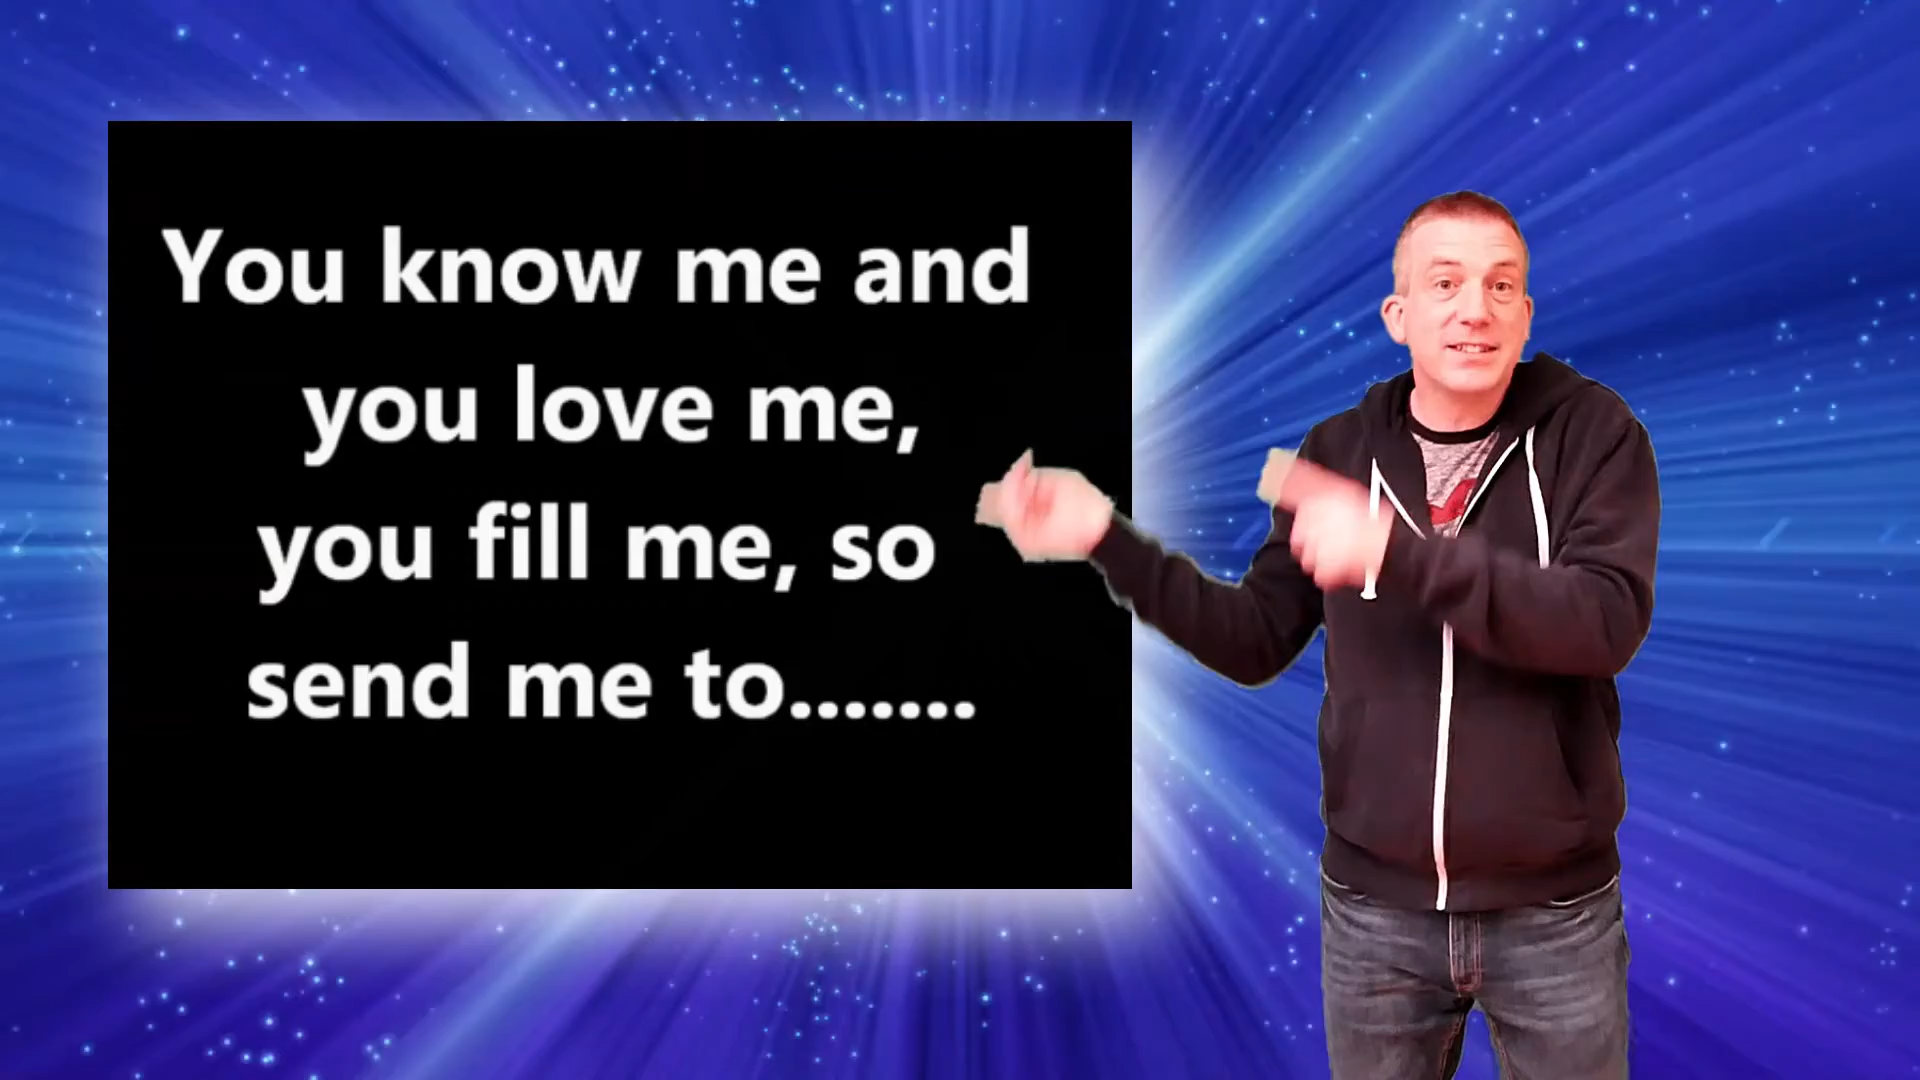 You know me and
you love me,
you fill me, so
send me to.......